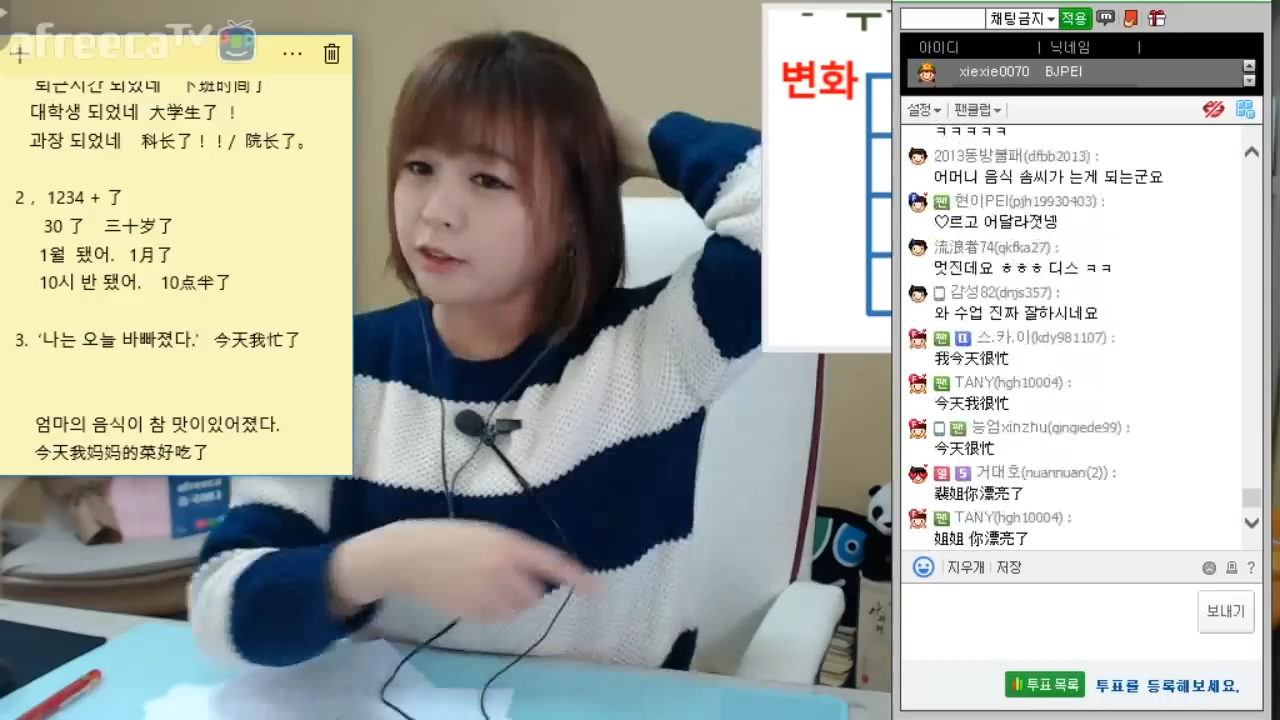 afreecaTV
퇴근시간 되었네 下班时间了
대학생 되었네 大学生了 !
과장 되었네 科长了 ! ! / 院长了。
2 , 1234 + 了
30 了 三十岁了
1월 됐어. 1月了
10시 반 됐어. 10点半了
3. ‘나는 오늘 바빠졌다.’ 今天我忙了
엄마의 음식이 참 맛이있어졌다.
今天我妈妈的菜好吃了
변화
채팅금지 적용
아이디 | 닉네임 |
xiexie0070 BJPEI
설정 팬클럽
ㅋㅋㅋㅋㅋ
2013동방불패(dfbb2013) :
어머니 음식 솜씨가 는게 되는군요
팬 현이PEI(pjh19930403) :
♡르고 어달라졋넹
流浪者74(qkfka27) :
멋진데요 ㅎㅎㅎ 디스 ㅋㅋ
감성82(dnjs357) :
와 수업 진짜 잘하시네요
팬 스.카.이(kdy981107) :
我今天很忙
팬 TANY(hgh10004) :
今天我很忙
팬 능업xinzhu(qinqiede99) :
今天很忙
열 5 거대호(nuannuan(2)) :
裴姐你漂亮了
팬 TANY(hgh10004) :
姐姐 你漂亮了
지우개 저장
?
보내기
투표 목록 투표를 등록해보세요.